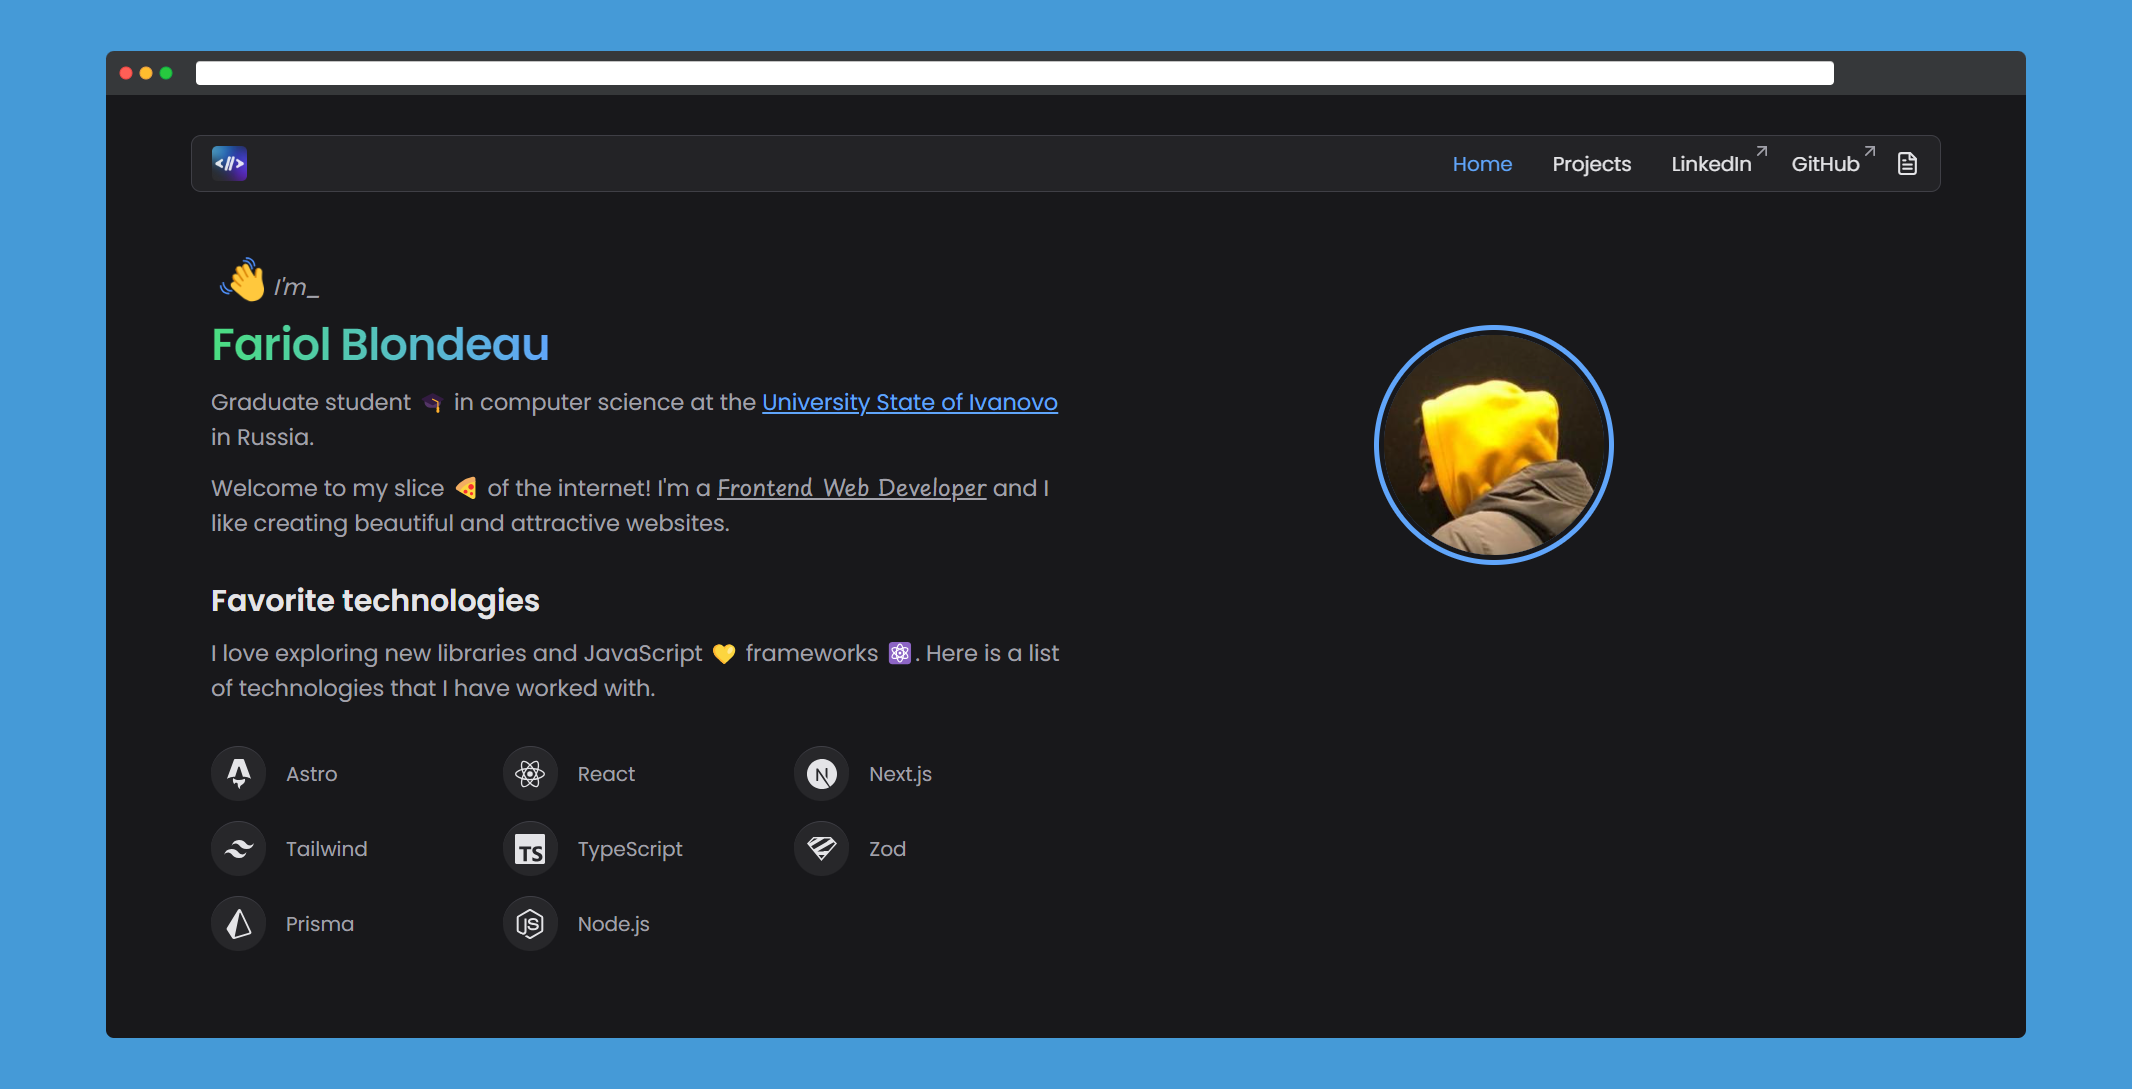 Home Projects LinkedIn GitHub
I'm_
Fariol Blondeau
Graduate student 🎓 in computer science at the University State of Ivanovo
in Russia.
Welcome to my slice 🍕 of the internet! I'm a Frontend Web Developer and I
like creating beautiful and attractive websites.
Favorite technologies
I love exploring new libraries and JavaScript 💛 frameworks ⚛️. Here is a list
of technologies that I have worked with.
Astro React N Next.js
Tailwind TS TypeScript Zod
Prisma JS Node.js